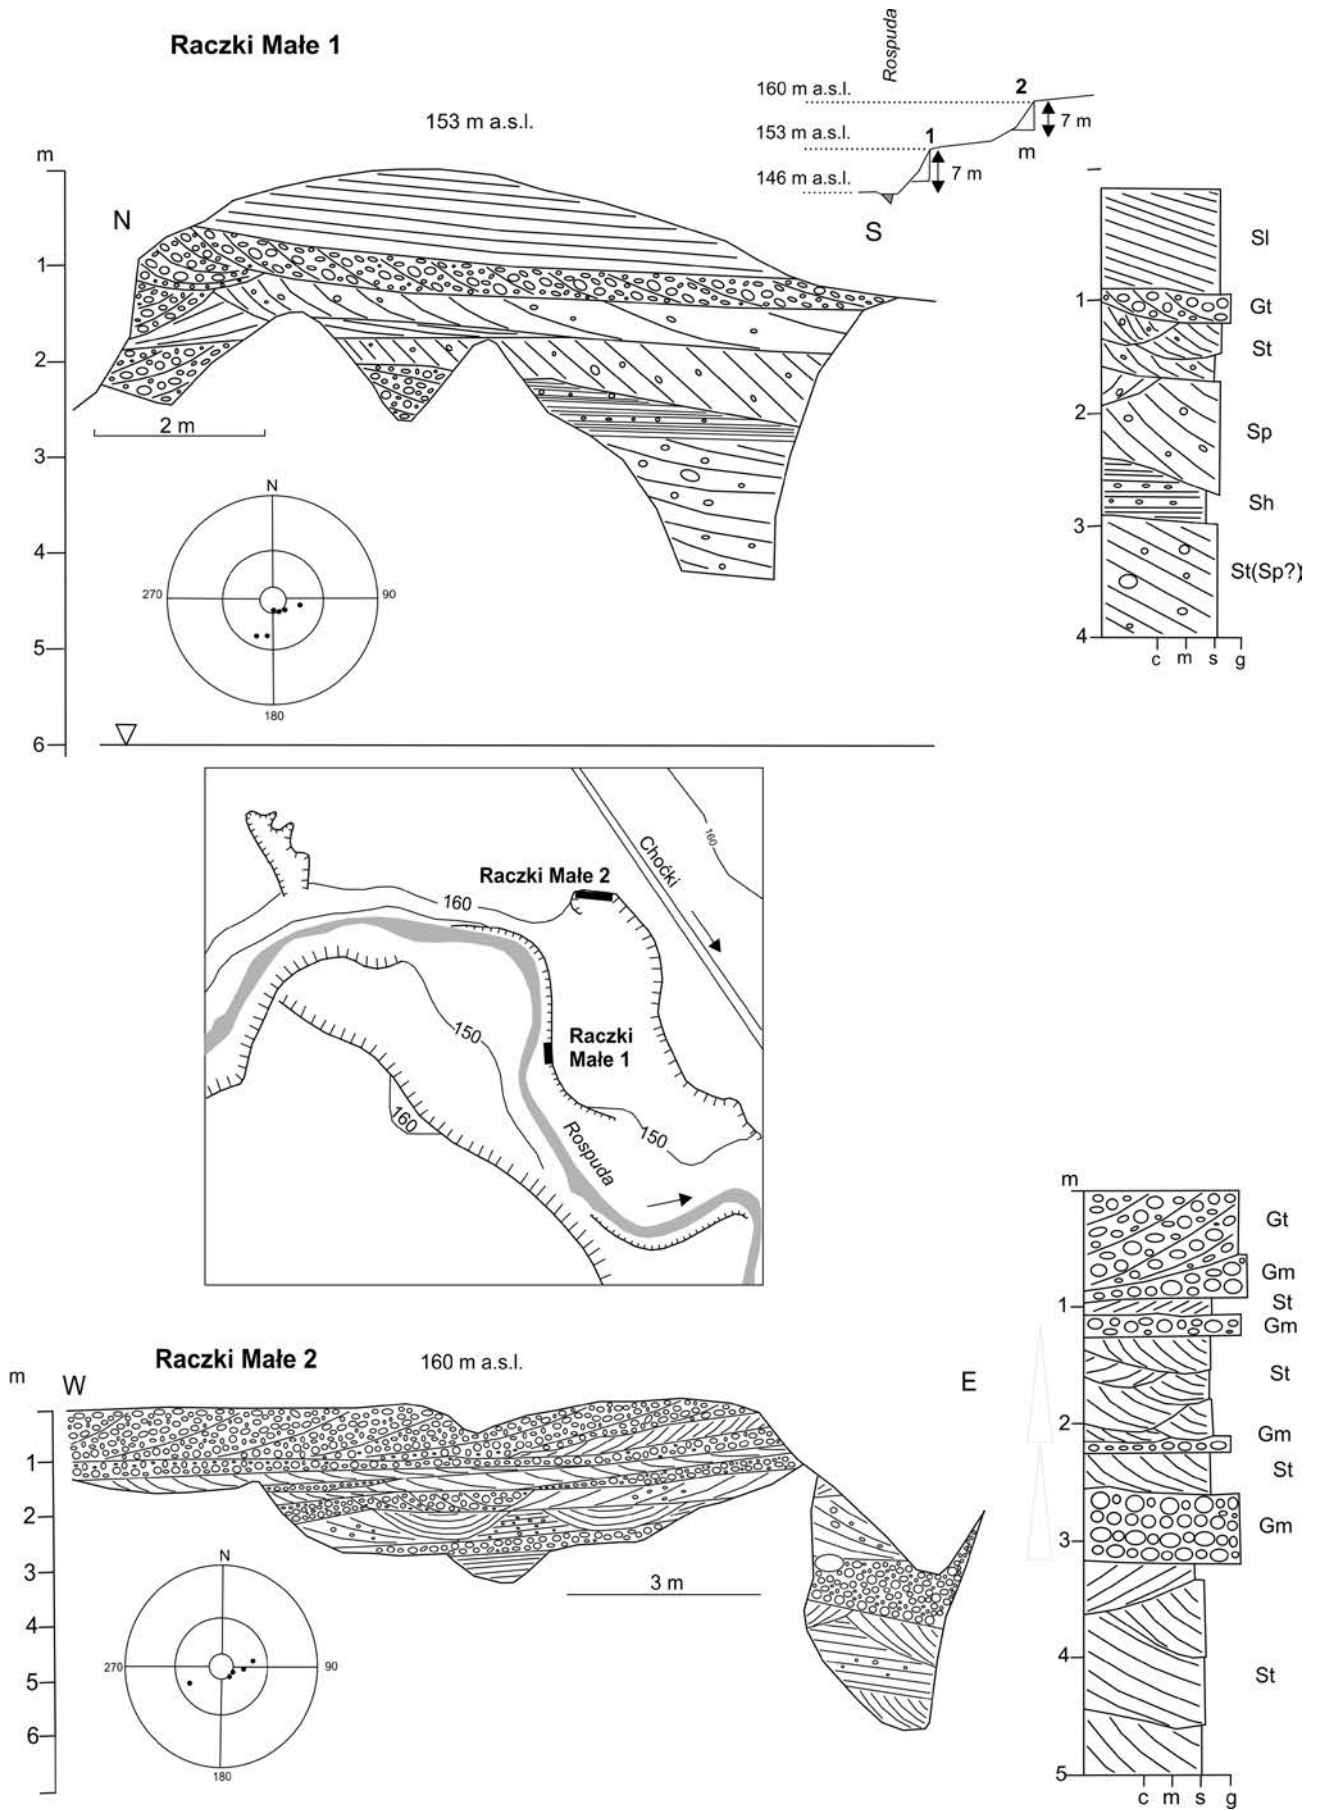 Raczki Małe 1
Rospuda
160 m a.s.l.
2
7 m
153 m a.s.l.
1
m
146 m a.s.l.
7 m
153 m a.s.l.
m
N
S
1
2
3
4
5
6
2 m
N
270
90
180
1
2
3
4
Sl
Gt
St
Sp
Sh
St(Sp?)
c m s g
Choćki
160
Raczki Małe 2
160
Raczki
Małe 1
150
160
Rospuda
150
Raczki Małe 2
160 m a.s.l.
m
W
E
1
2
3
4
5
6
3 m
N
270
90
180
m
1
2
3
4
5
Gt
Gm
St
Gm
St
Gm
St
Gm
St
c m s g